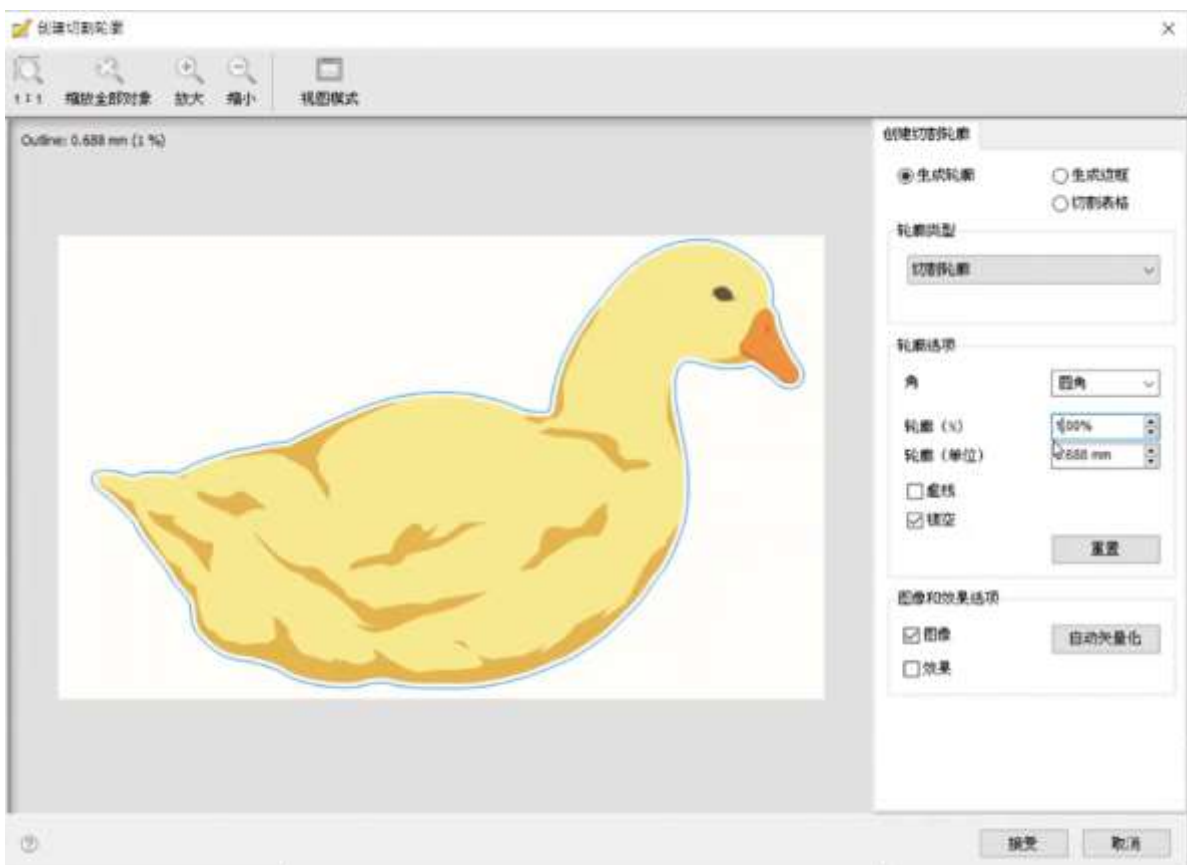 创建切割轮廓
1:1 缩放全部对象 放大 缩小 视图模式
Outline: 0.688 mm (1 %)
创建切割轮廓
生成轮廓 生成边框
切割表格
轮廓类型
切割轮廓
轮廓选项
角 圆角
轮廓 (%) 100%
轮廓 (单位) 688 mm
虚线
镂空
重置
图像和效果选项
图像 自动矢量化
效果
接受 取消